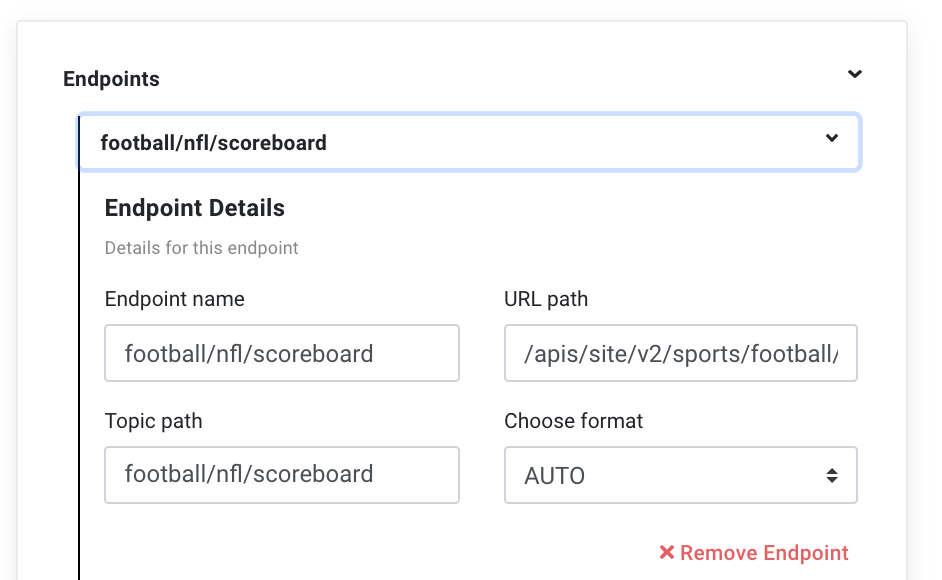 Endpoints
football/nfl/scoreboard
Endpoint Details
Details for this endpoint
Endpoint name
URL path
football/nfl/scoreboard
/apis/site/v2/sports/football/
Topic path
Choose format
football/nfl/scoreboard
AUTO
Remove Endpoint